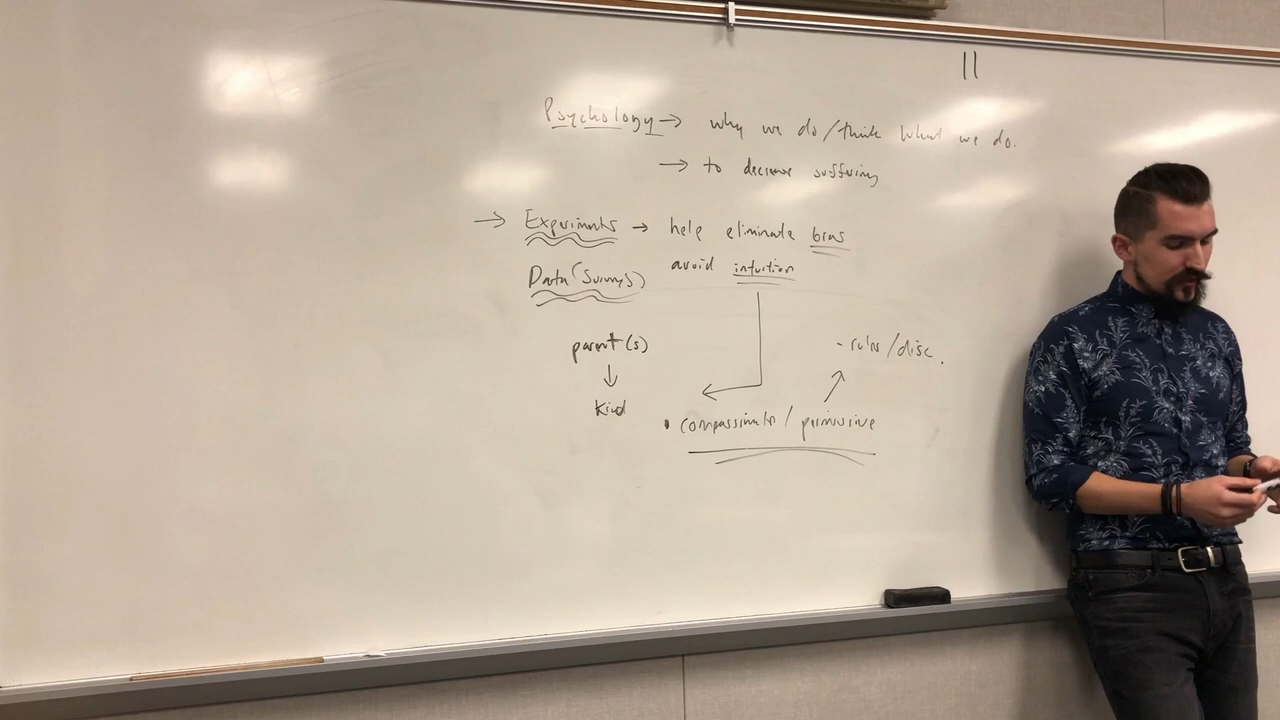 11
Psychology → why we do/think what we do.
→ to decrease suffering
→ Experiments → help eliminate bias
Data (Surveys) avoid intuition
parent(s) - rules/disc.
↓
kind • compassionate / permissive